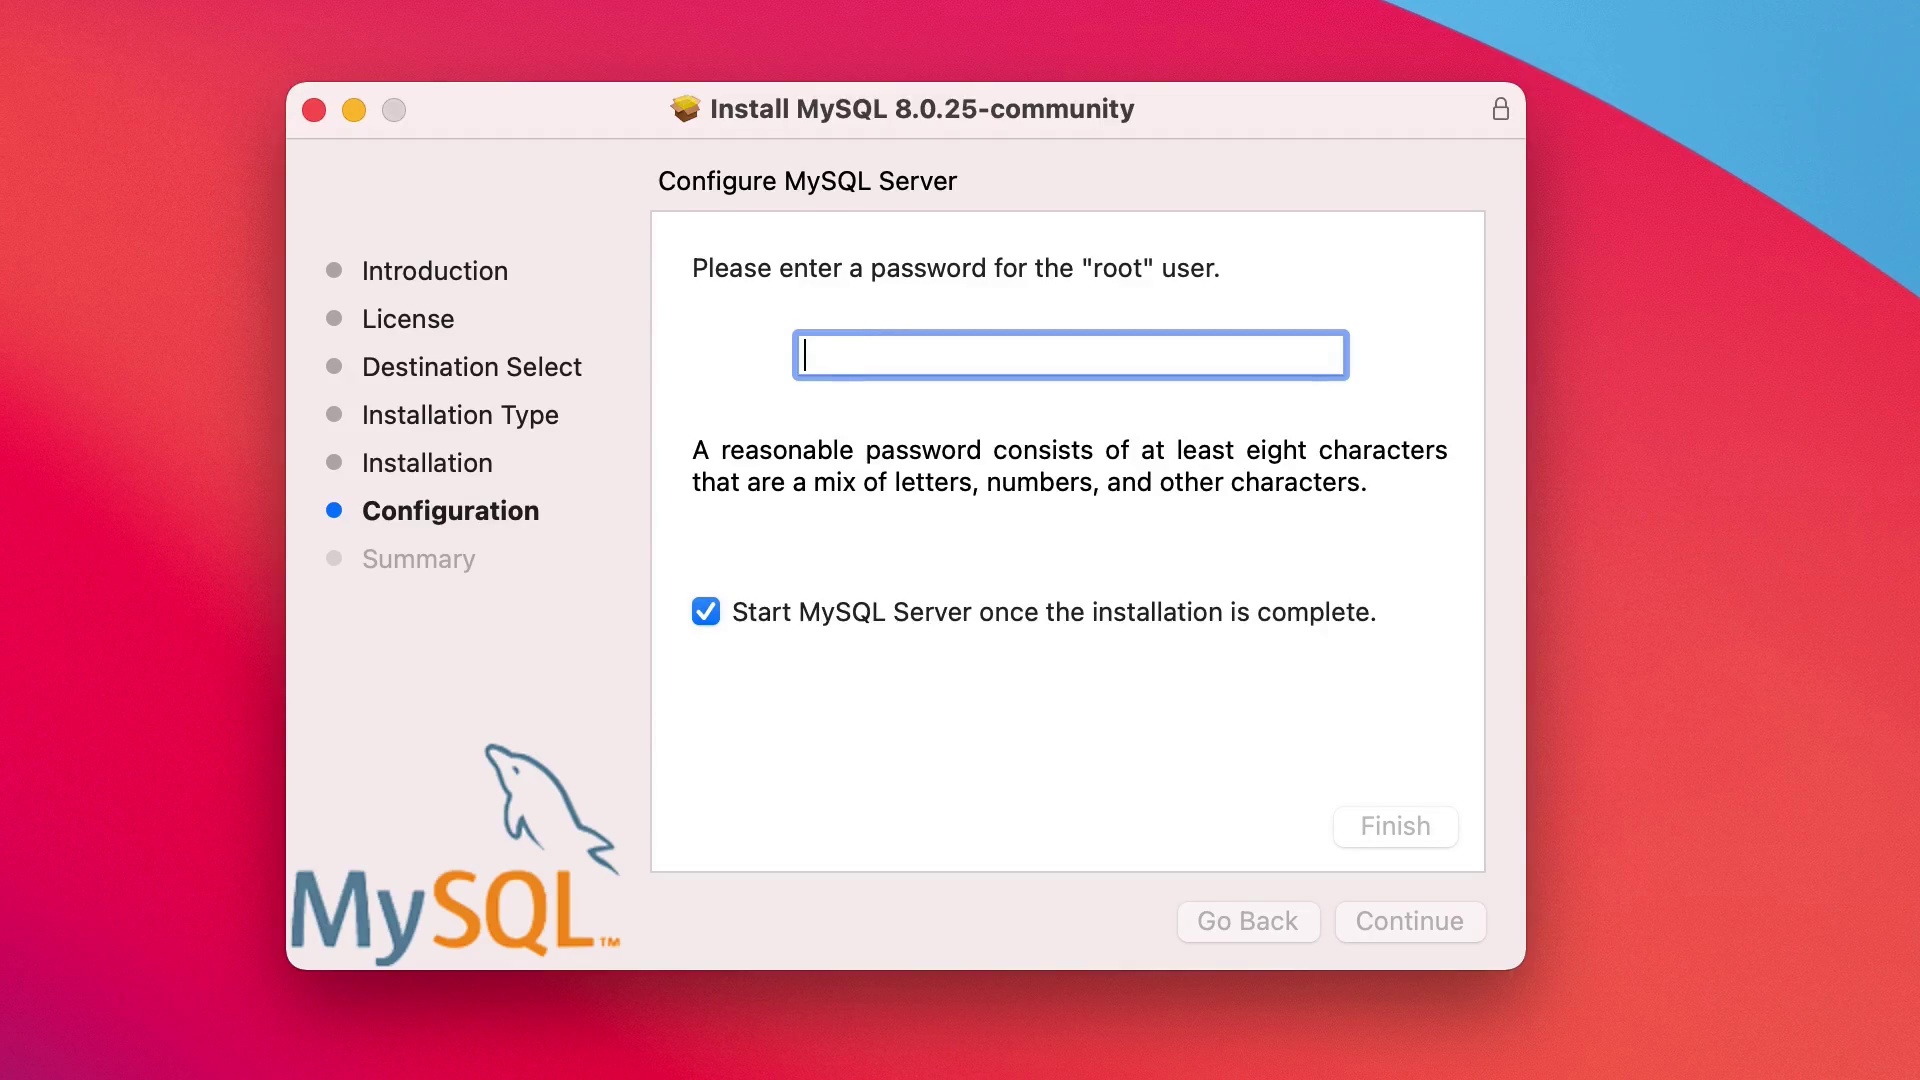 Install MySQL 8.0.25-community
Configure MySQL Server
Introduction
License
Destination Select
Installation Type
Installation
Configuration
Summary
Please enter a password for the "root" user.
A reasonable password consists of at least eight characters
that are a mix of letters, numbers, and other characters.
Start MySQL Server once the installation is complete.
Finish
MySQL™
Go Back
Continue